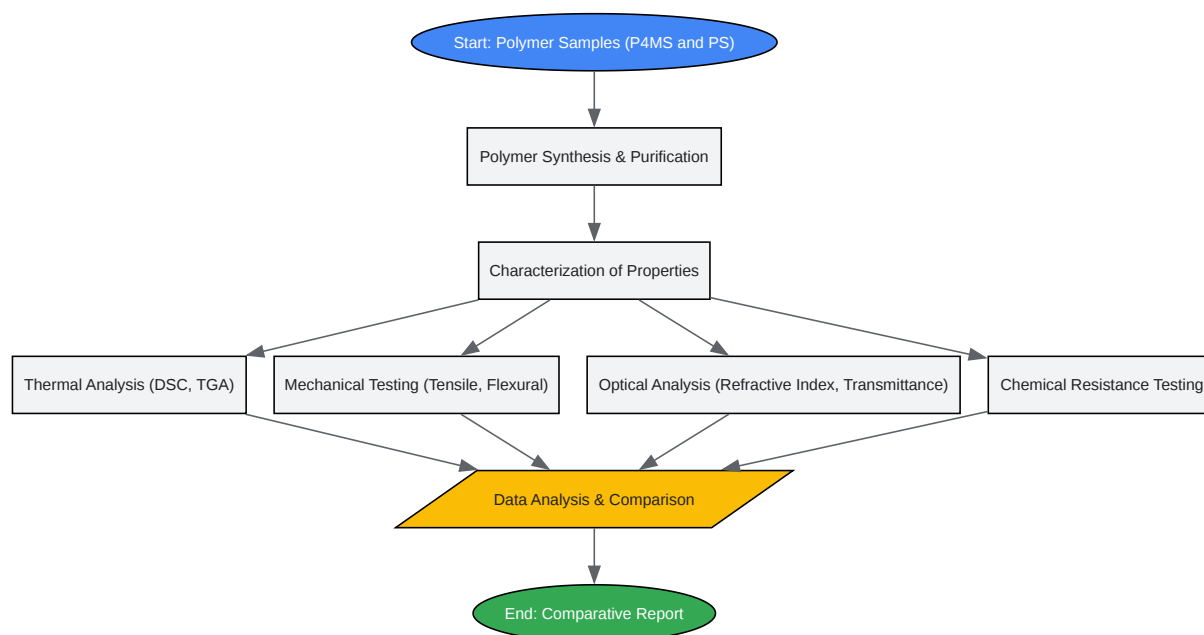 Start: Polymer Samples (P4MS and PS)
Polymer Synthesis & Purification
Characterization of Properties
Thermal Analysis (DSC, TGA)
Mechanical Testing (Tensile, Flexural)
Optical Analysis (Refractive Index, Transmittance)
Chemical Resistance Testing
Data Analysis & Comparison
End: Comparative Report